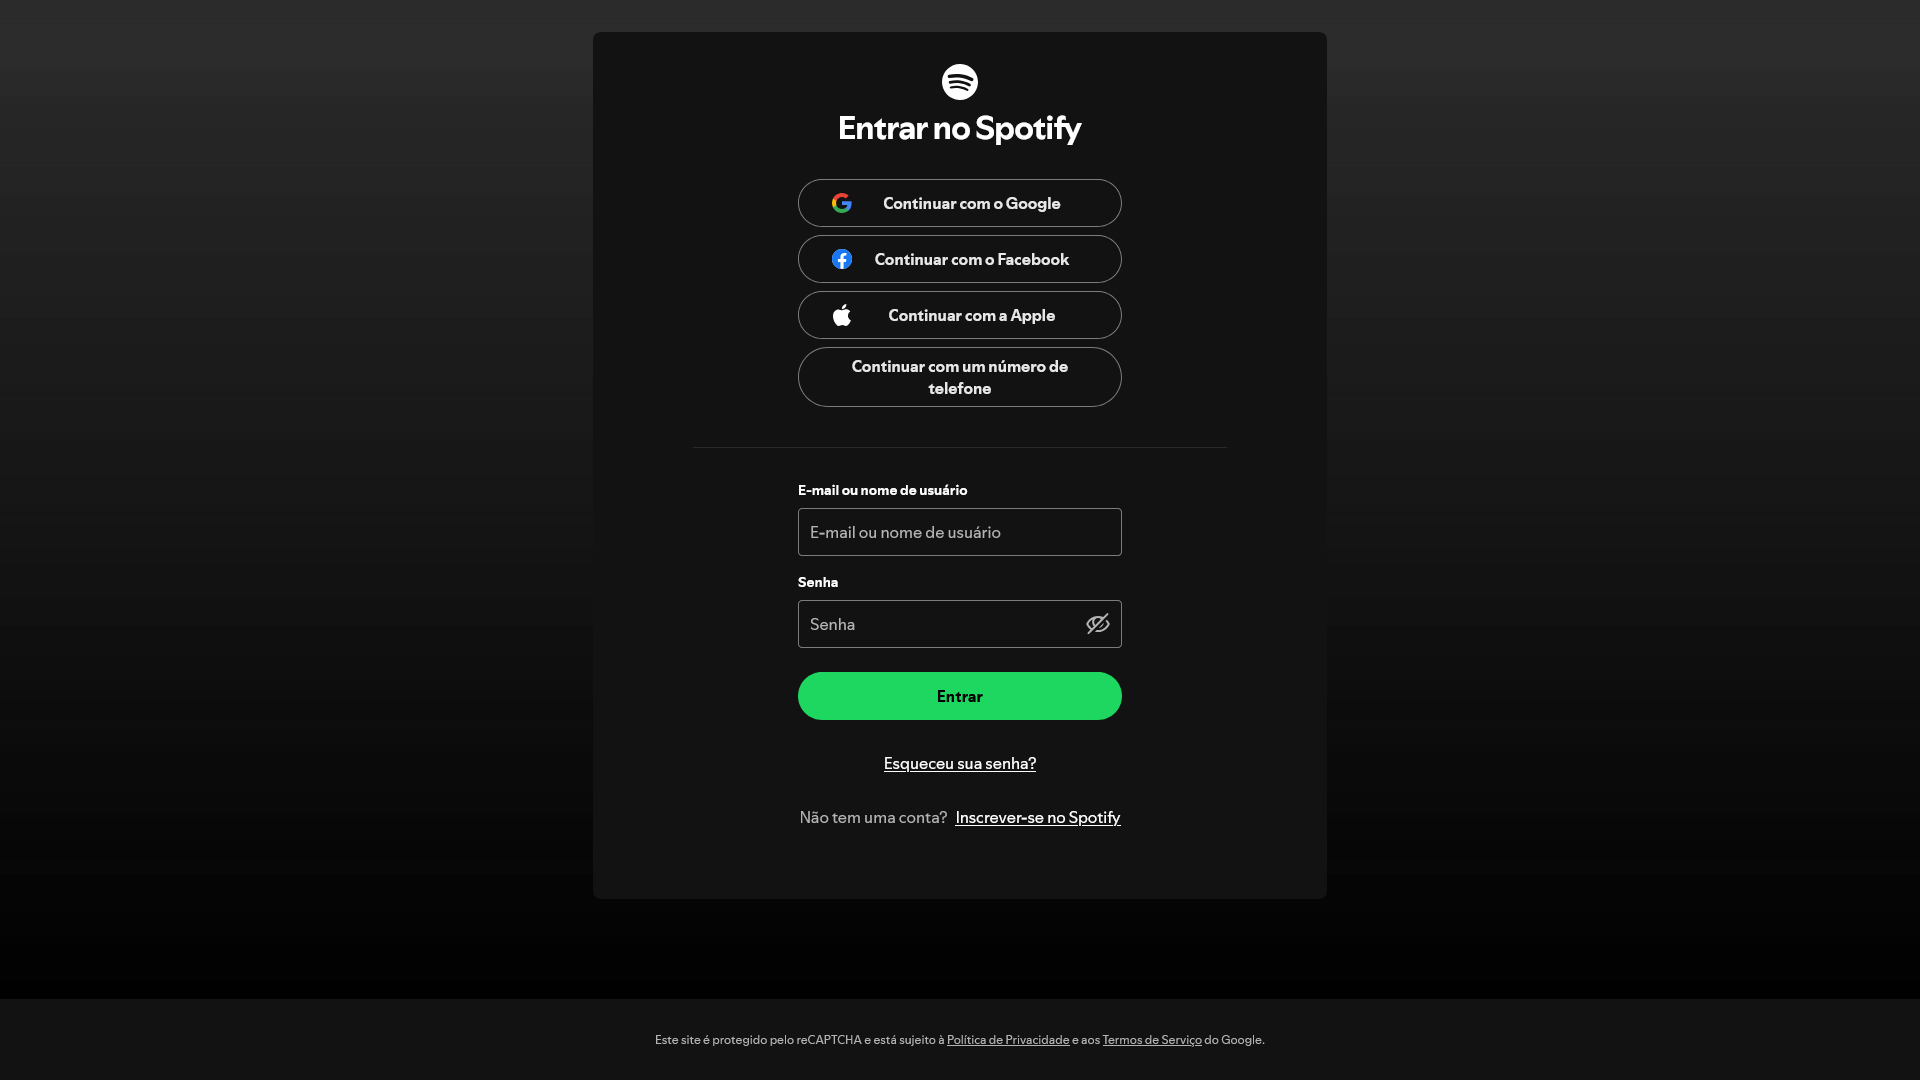 Entrar no Spotify
Continuar com o Google
Continuar com o Facebook
Continuar com a Apple
Continuar com um número de
telefone
E-mail ou nome de usuário
E-mail ou nome de usuário
Senha
Senha
Entrar
Esqueceu sua senha?
Não tem uma conta? Inscrever-se no Spotify
Este site é protegido pelo reCAPTCHA e está sujeito à Política de Privacidade e aos Termos de Serviço do Google.